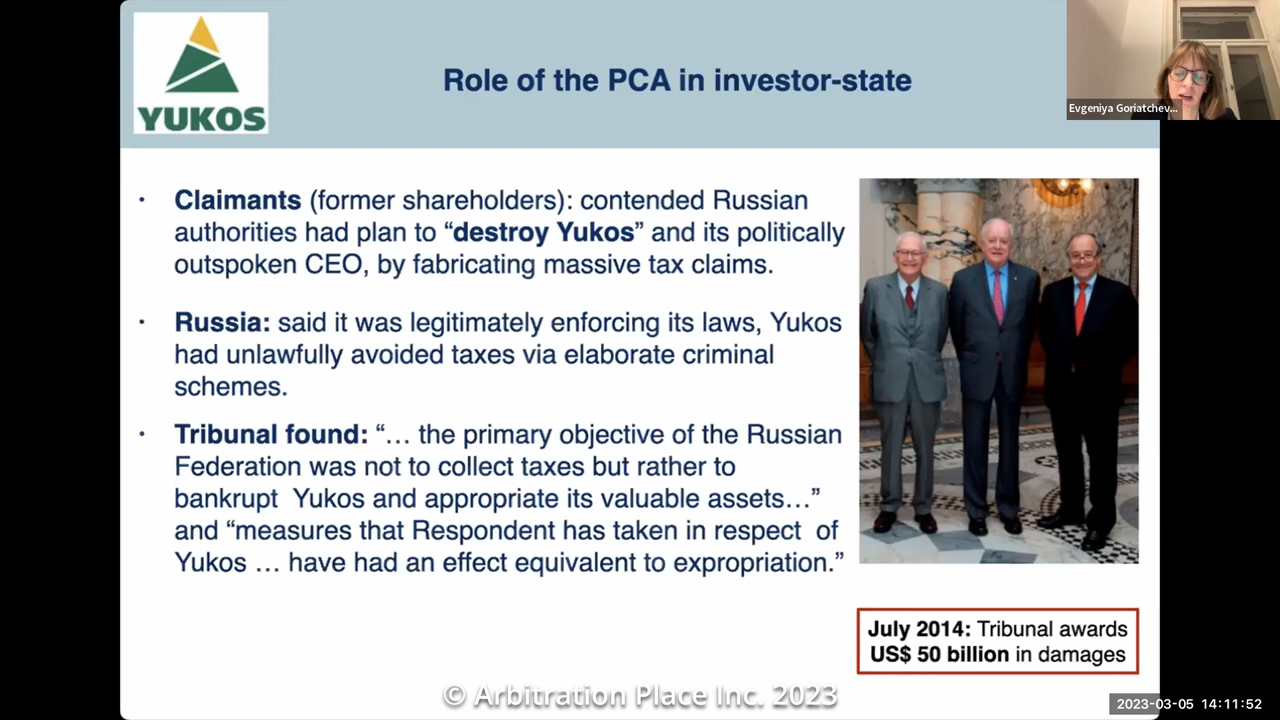 YUKOS
Role of the PCA in investor-state
Evgeniya Goriatchev...
• Claimants (former shareholders): contended Russian
authorities had plan to “destroy Yukos” and its politically
outspoken CEO, by fabricating massive tax claims.
• Russia: said it was legitimately enforcing its laws, Yukos
had unlawfully avoided taxes via elaborate criminal
schemes.
• Tribunal found: “… the primary objective of the Russian
Federation was not to collect taxes but rather to
bankrupt Yukos and appropriate its valuable assets…”
and “measures that Respondent has taken in respect of
Yukos … have had an effect equivalent to expropriation.”
July 2014: Tribunal awards
US$ 50 billion in damages
© Arbitration Place Inc. 2023
2023-03-05 14:11:52